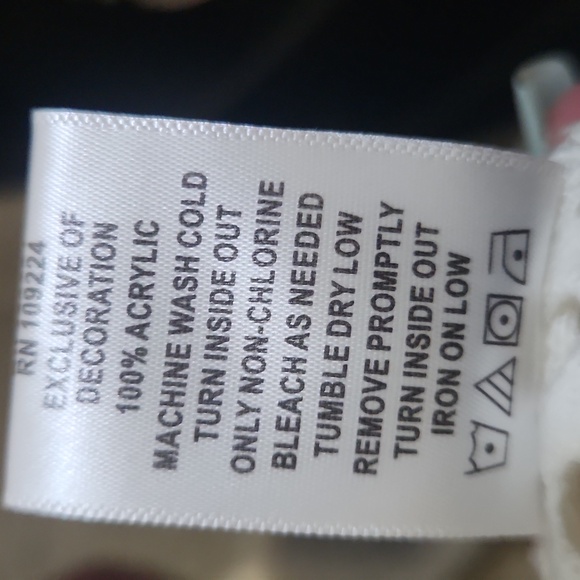 RN 109224
EXCLUSIVE OF
DECORATION
100% ACRYLIC
MACHINE WASH COLD
TURN INSIDE OUT
ONLY NON-CHLORINE
BLEACH AS NEEDED
TUMBLE DRY LOW
REMOVE PROMPTLY
TURN INSIDE OUT
IRON ON LOW